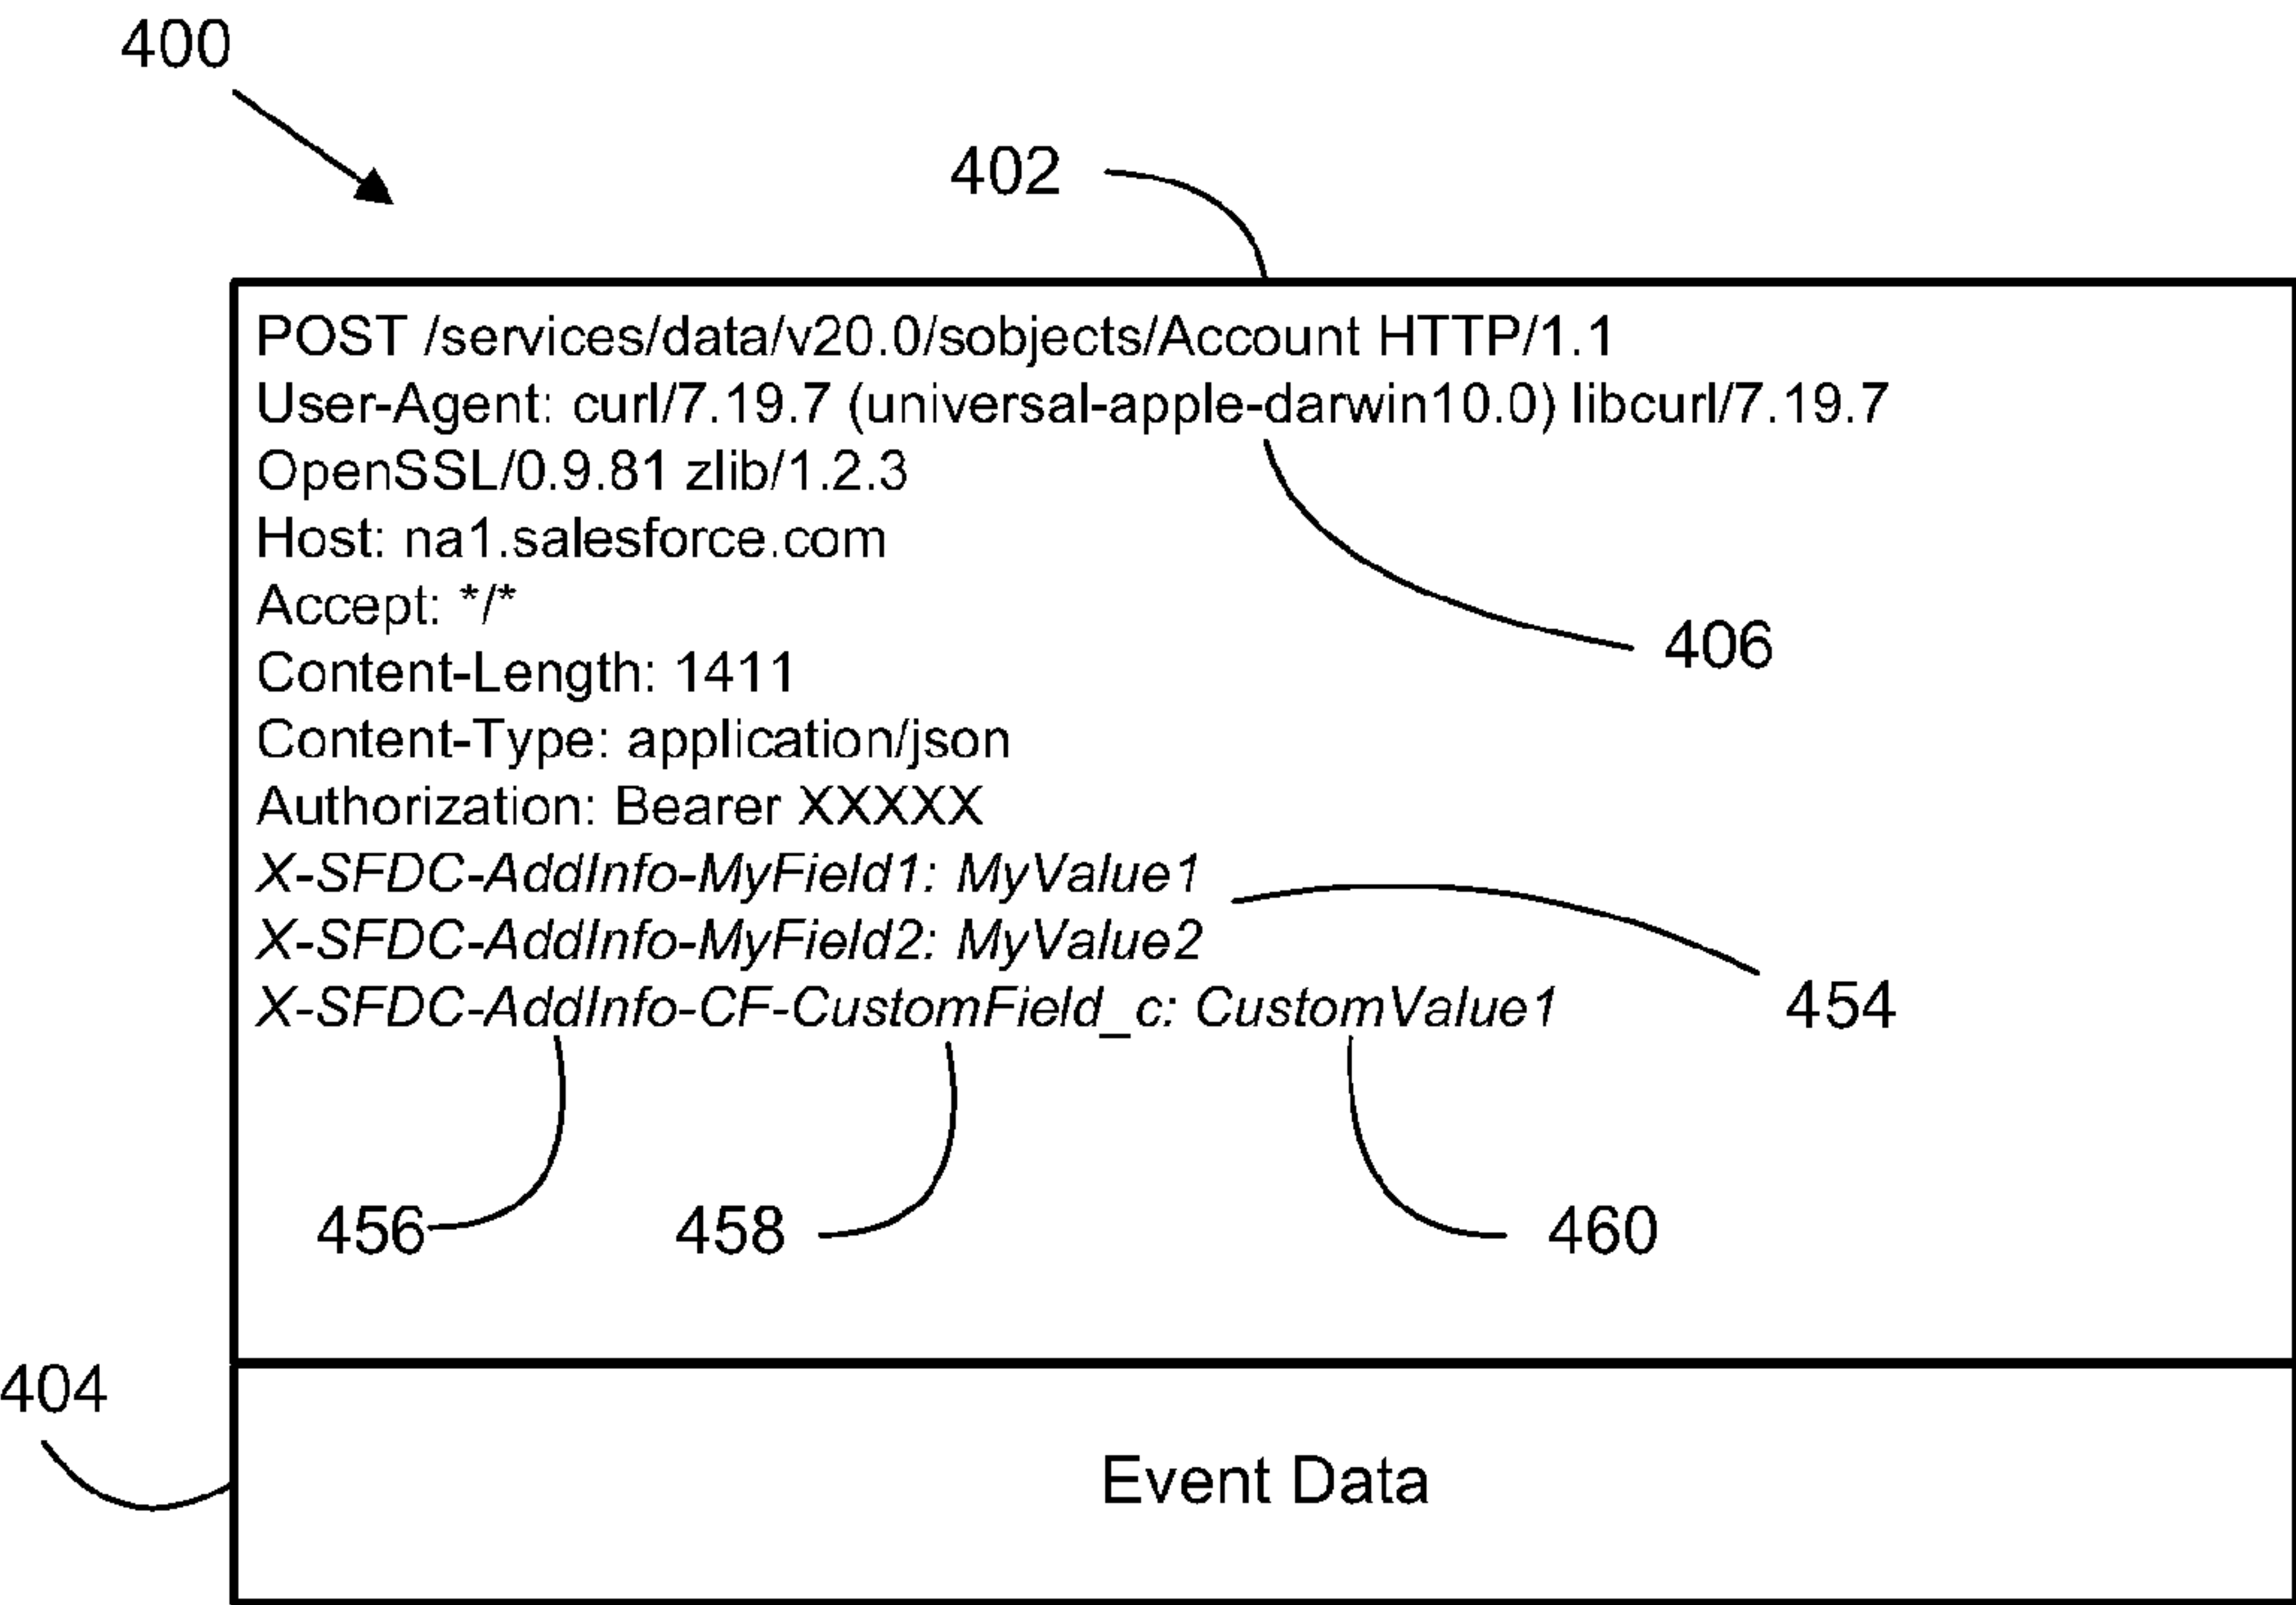 400
402
POST /services/data/v20.0/sobjects/Account HTTP/1.1
User-Agent: curl/7.19.7 (universal-apple-darwin10.0) libcurl/7.19.7
OpenSSL/0.9.81 zlib/1.2.3
Host: na1.salesforce.com
Accept: */*
406
Content-Length: 1411
Content-Type: application/json
Authorization: Bearer XXXXX
X-SFDC-AddInfo-MyField1: MyValue1
X-SFDC-AddInfo-MyField2: MyValue2
X-SFDC-AddInfo-CF-CustomField_c: CustomValue1
454
456 458 460
404
Event Data